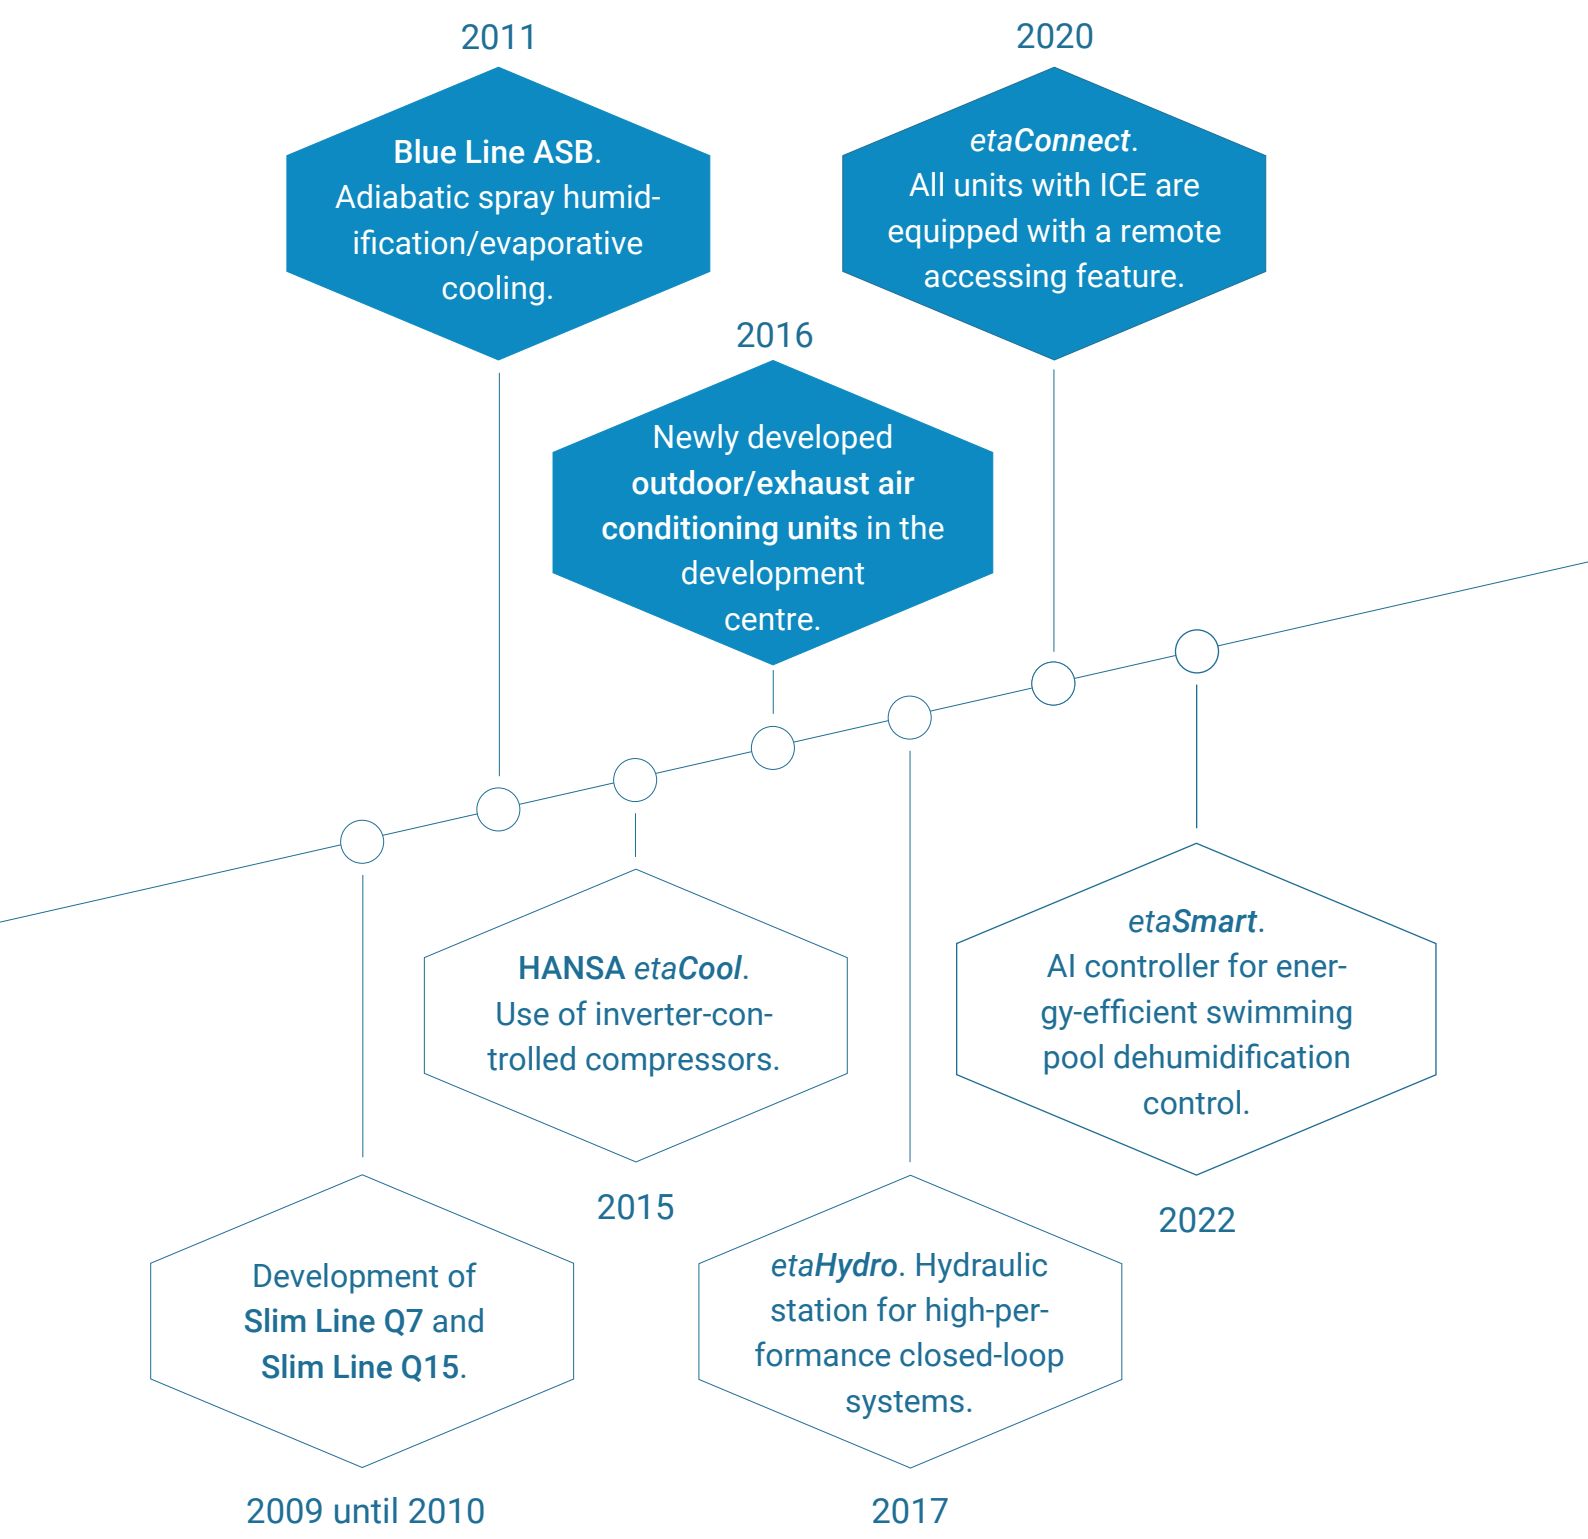 2011
Blue Line ASB.
Adiabatic spray humid-
ification/evaporative
cooling.
2020
etaConnect.
All units with ICE are
equipped with a remote
accessing feature.
2016
Newly developed
outdoor/exhaust air
conditioning units in the
development
centre.
HANSA etaCool.
Use of inverter-con-
trolled compressors.
2015
etaSmart.
AI controller for ener-
gy-efficient swimming
pool dehumidification
control.
2022
Development of
Slim Line Q7 and
Slim Line Q15.
2009 until 2010
etaHydro. Hydraulic
station for high-per-
formance closed-loop
systems.
2017